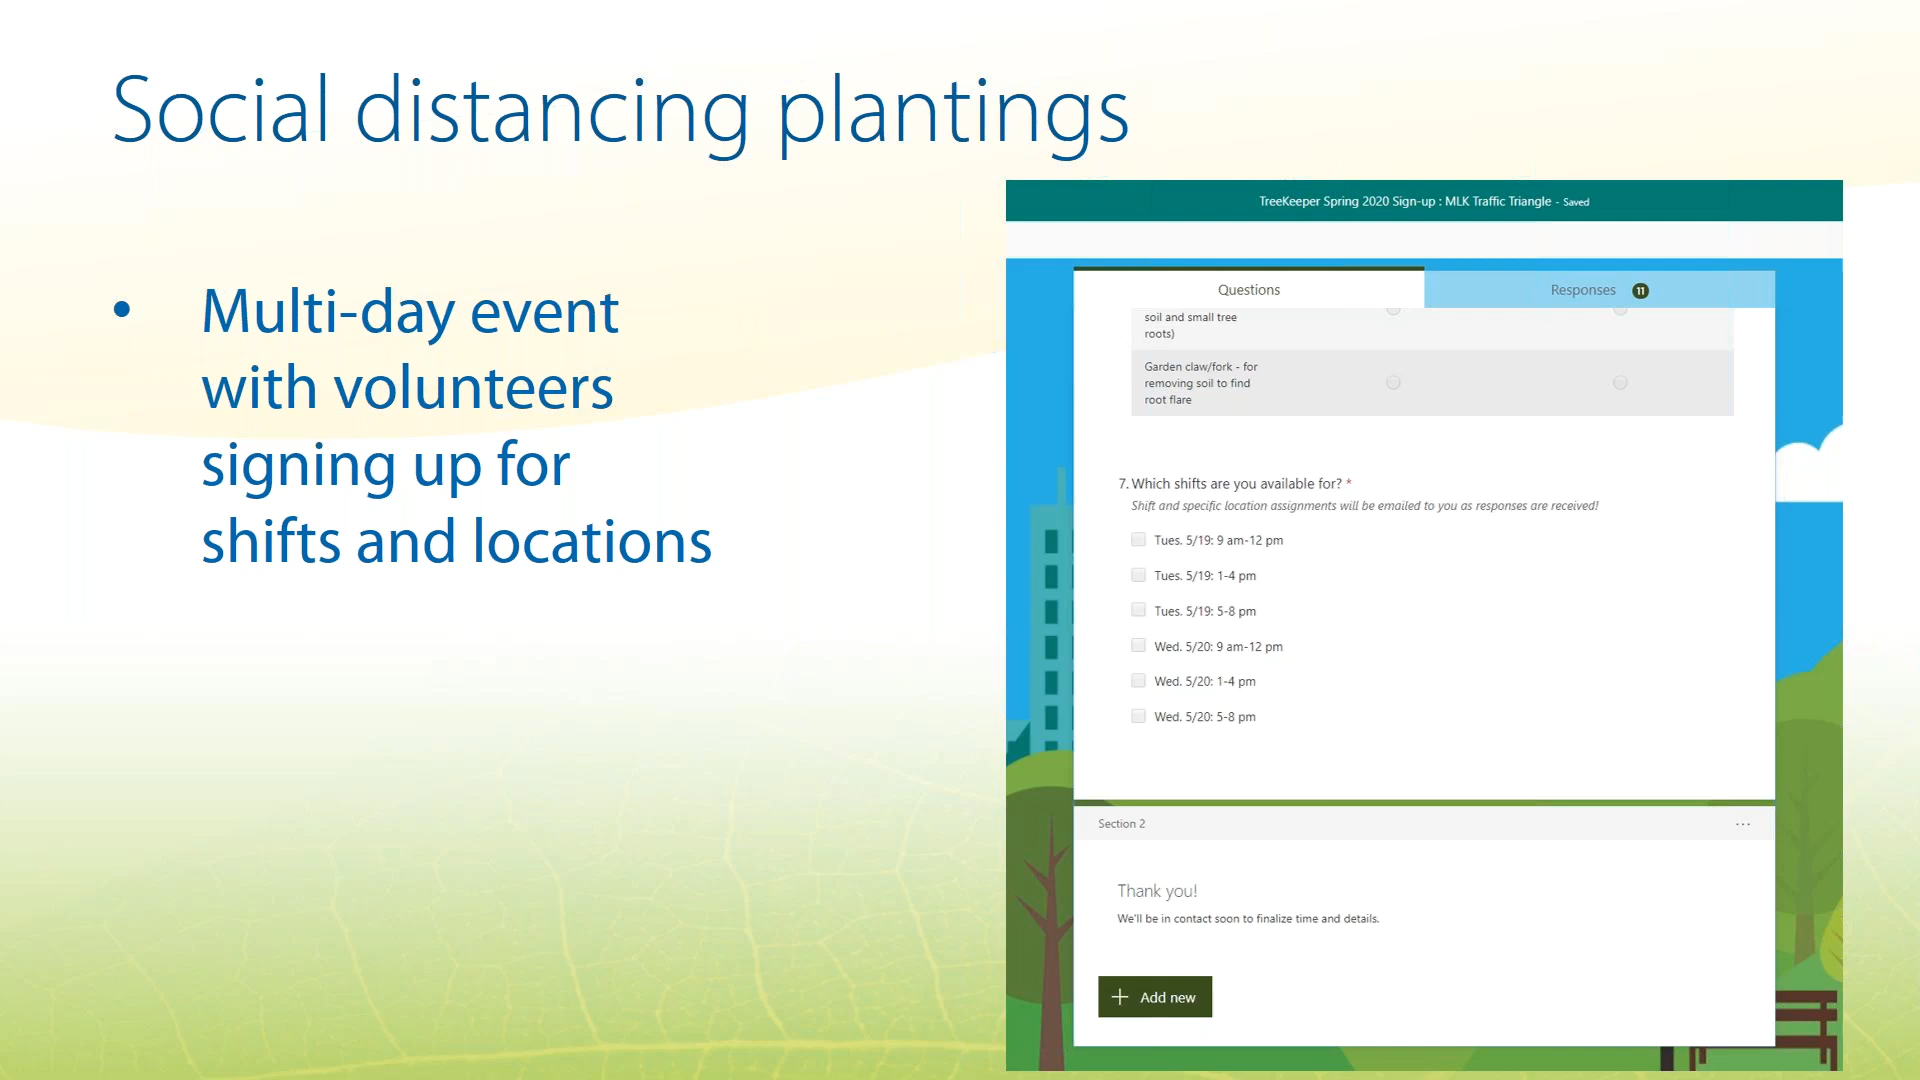 Social distancing plantings
• Multi-day event
with volunteers
signing up for
shifts and locations
TreeKeeper Spring 2020 Sign-up : MLK Traffic Triangle - Saved
Questions
Responses 11
soil and small tree
roots)
Garden claw/fork - for
removing soil to find
root flare
7. Which shifts are you available for? *
Shift and specific location assignments will be emailed to you as responses are received!
Tues. 5/19: 9 am-12 pm
Tues. 5/19: 1-4 pm
Tues. 5/19: 5-8 pm
Wed. 5/20: 9 am-12 pm
Wed. 5/20: 1-4 pm
Wed. 5/20: 5-8 pm
Section 2
...
Thank you!
We'll be in contact soon to finalize time and details.
+ Add new